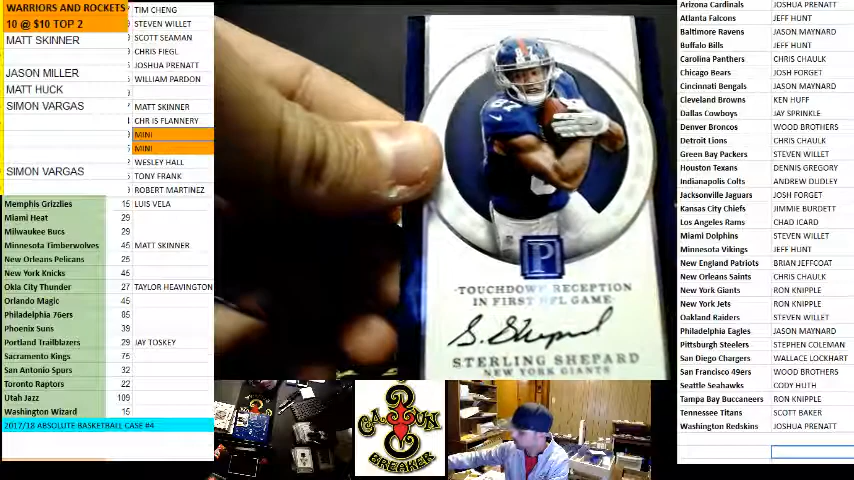 WARRIORS AND ROCKETS
10 @ $10 TOP 2
MATT SKINNER
JASON MILLER
MATT HUCK
SIMON VARGAS
SIMON VARGAS
TIM CHENG
STEVEN WILLET
SCOTT SEAMAN
CHRIS FIEGL
JOSHUA PRENATT
WILLIAM PARDON
MATT SKINNER
CHR IS FLANNERY
MINI
MINI
WESLEY HALL
TONY FRANK
ROBERT MARTINEZ
Memphis Grizzlies 15 LUIS VELA
Miami Heat 29
Milwaukee Bucs 29
Minnesota Timberwolves 45 MATT SKINNER
New Orleans Pelicans 25
New York Knicks 45
Okla City Thunder 27 TAYLOR HEAVINGTON
Orlando Magic 45
Philadelphia 76ers 85
Phoenix Suns 39
Portland Trailblazers 29 JAY TOSKEY
Sacramento Kings 75
San Antonio Spurs 32
Toronto Raptors 22
Utah Jazz 109
Washington Wizard 15
2017/18 ABSOLUTE BASKETBALL CASE #4
P
TOUCHDOWN RECEPTION
IN FIRST NFL GAME
S. Shepard
STERLING SHEPARD
NEW YORK GIANTS
CAJUN
BREAKER
Arizona Cardinals JOSHUA PRENATT
Atlanta Falcons JEFF HUNT
Baltimore Ravens JASON MAYNARD
Buffalo Bills JEFF HUNT
Carolina Panthers CHRIS CHAULK
Chicago Bears JOSH FORGET
Cincinnati Bengals JASON MAYNARD
Cleveland Browns KEN HUFF
Dallas Cowboys JAY SPRINKLE
Denver Broncos WOOD BROTHERS
Detroit Lions CHRIS CHAULK
Green Bay Packers STEVEN WILLET
Houston Texans DENNIS GREGORY
Indianapolis Colts ANDREW DUDLEY
Jacksonville Jaguars JOSH FORGET
Kansas City Chiefs JIMMIE BURDETT
Los Angeles Rams CHAD ICARD
Miami Dolphins STEVEN WILLET
Minnesota Vikings JEFF HUNT
New England Patriots BRIAN JEFFCOAT
New Orleans Saints CHRIS CHAULK
New York Giants RON KNIPPLE
New York Jets RON KNIPPLE
Oakland Raiders STEVEN WILLET
Philadelphia Eagles JASON MAYNARD
Pittsburgh Steelers STEPHEN COLEMAN
San Diego Chargers WALLACE LOCKHART
San Francisco 49ers WOOD BROTHERS
Seattle Seahawks CODY HUTH
Tampa Bay Buccaneers RON KNIPPLE
Tennessee Titans SCOTT BAKER
Washington Redskins JOSHUA PRENATT